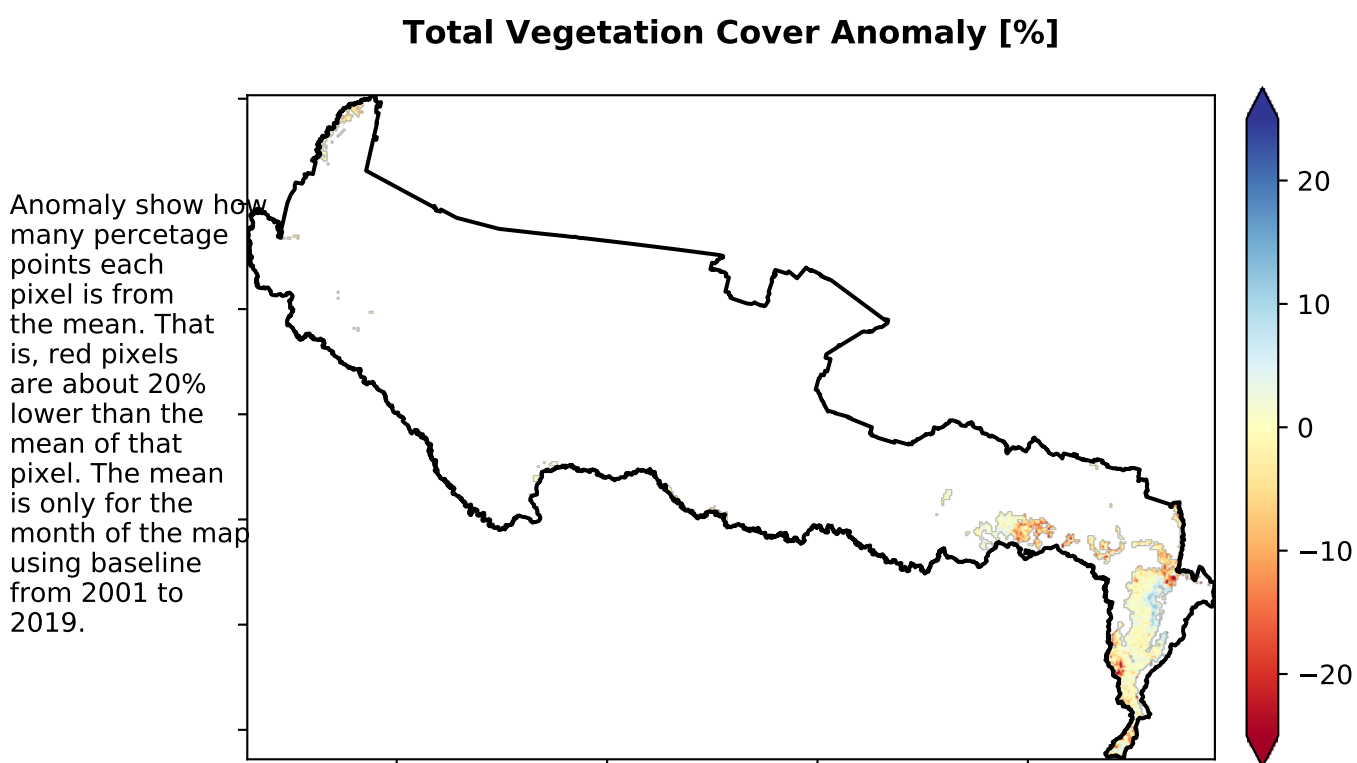 Total Vegetation Cover Anomaly [%]
Anomaly show how
many percetage
points each
pixel is from
the mean. That
is, red pixels
are about 20%
lower than the
mean of that
pixel. The mean
is only for the
month of the map
using baseline
from 2001 to
2019.
20
10
0
−10
−20